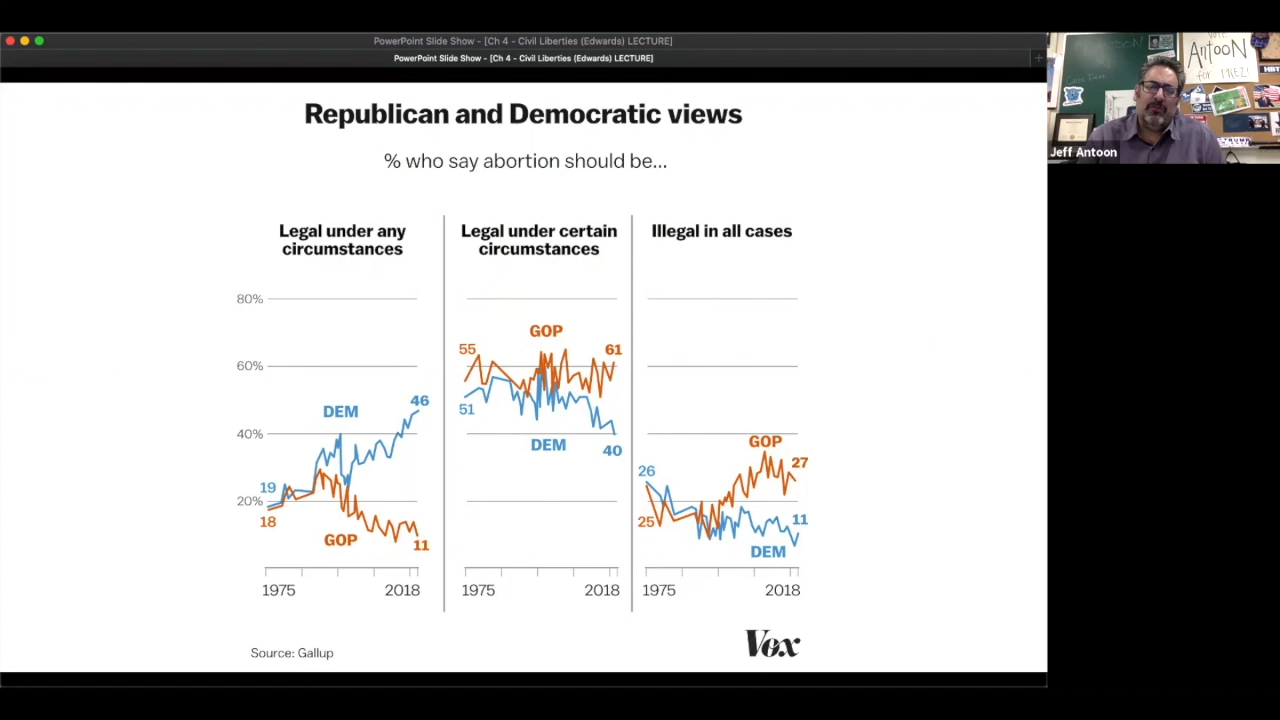 PowerPoint Slide Show - [Ch 4 - Civil Liberties (Edwards) LECTURE]
PowerPoint Slide Show - [Ch 4 - Civil Liberties (Edwards) LECTURE]
Republican and Democratic views
% who say abortion should be...
Legal under any
circumstances
Legal under certain
circumstances
Illegal in all cases
80%
60%
40%
20%
DEM
46
19
18
GOP
11
1975
2018
GOP
55
61
51
DEM
40
1975
2018
GOP
26
27
25
11
DEM
1975
2018
Source: Gallup
Vox
ANTOON
for PREZ!
Jeff Antoon